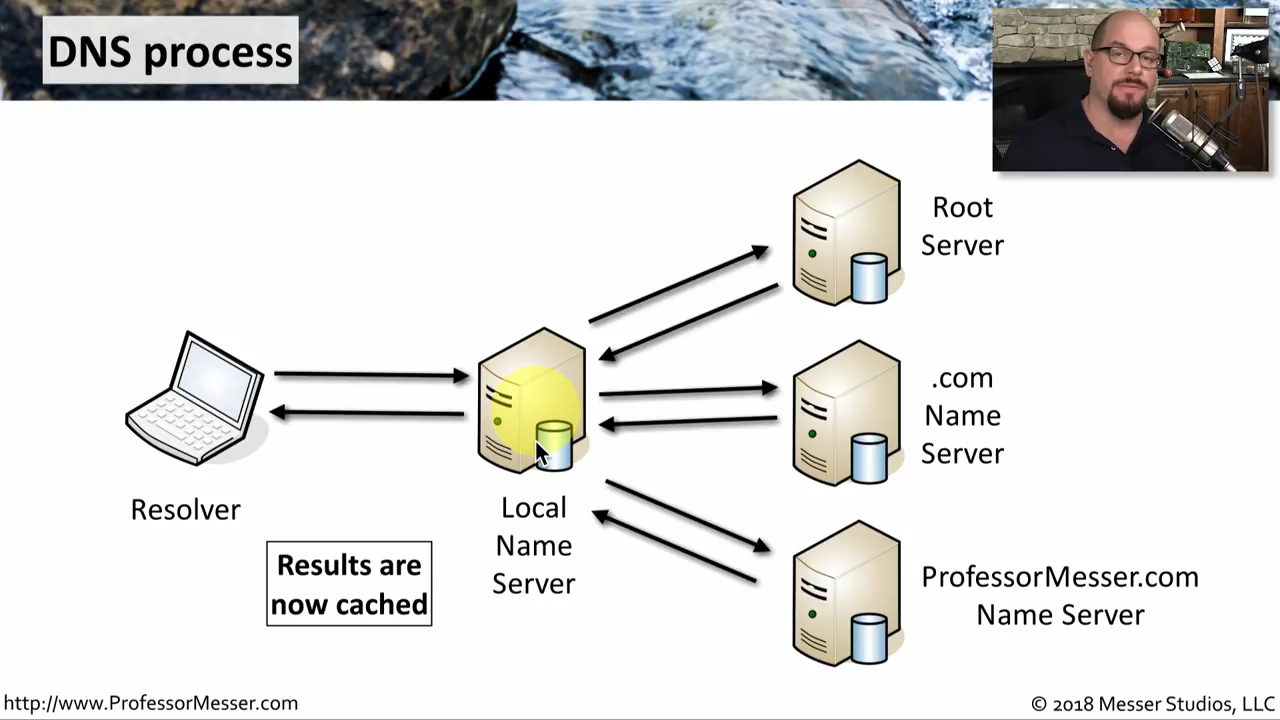 DNS process
Root
Server
.com
Name
Server
Resolver
Local
Name
Server
Results are
now cached
ProfessorMesser.com
Name Server
http://www.ProfessorMesser.com
© 2018 Messer Studios, LLC